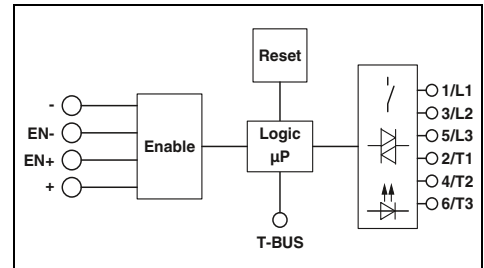 Reset
-
EN-
EN+
+
Enable
Logic
µP
T-BUS
1/L1
3/L2
5/L3
2/T1
4/T2
6/T3